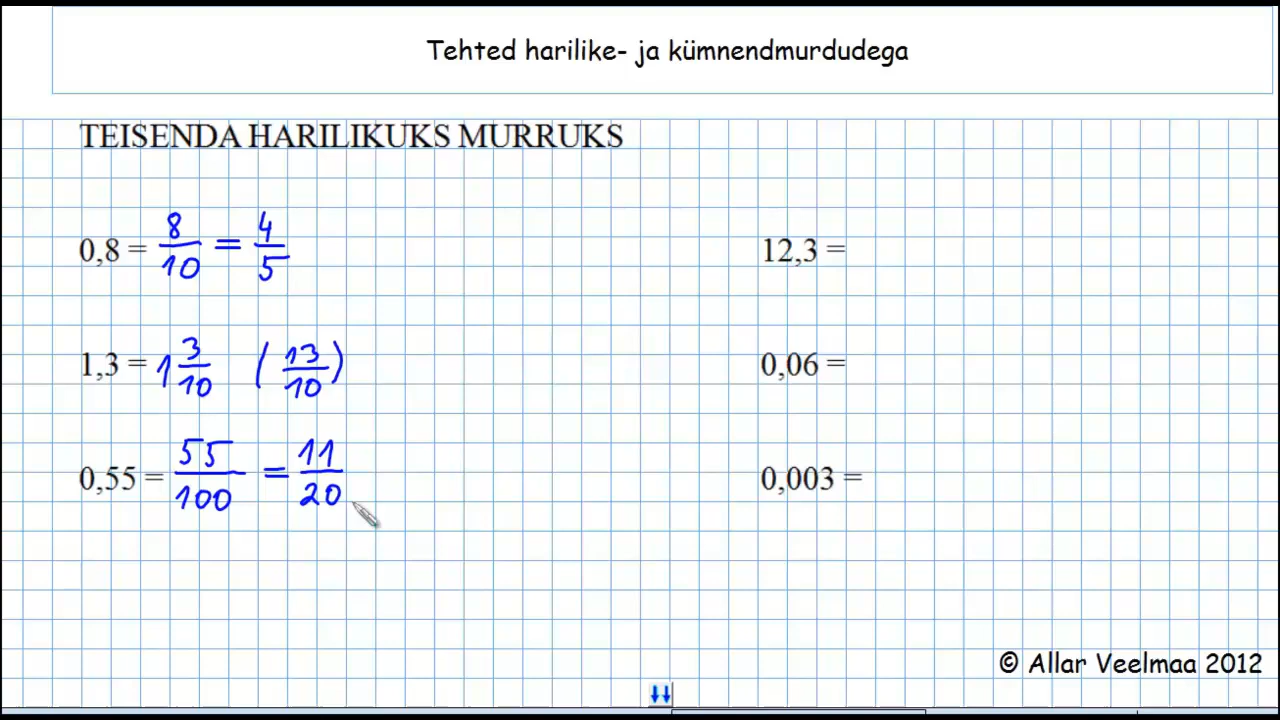 Tehted harilike- ja kümnendmurdudega
TEISENDA HARILIKUKS MURRUKS
0,8 = 8/10 = 4/5
1,3 = 1 3/10 (13/10)
0,55 = 55/100 = 11/20
12,3 =
0,06 =
0,003 =
© Allar Veelmaa 2012